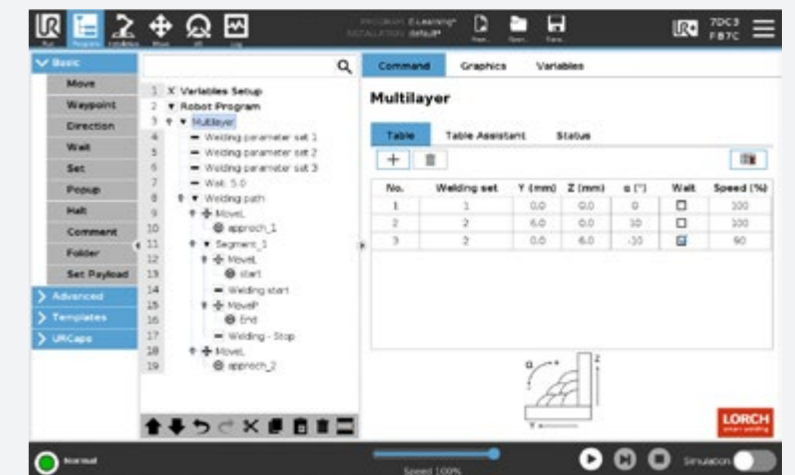 UR
PROGRAM E-Learning*
INSTALLATION default*
7DC3
FB7C
Basic
Move
Waypoint
Direction
Wait
Set
Popup
Halt
Comment
Folder
Set Payload
Advanced
Templates
URCaps
1 X Variables Setup
2 Robot Program
3 Multilayer
4 Welding parameter set 1
5 Welding parameter set 2
6 Welding parameter set 3
7 Wait: 5.0
8 Welding path
9 MoveL
10 approch_1
11 Segment_1
12 MoveL
13 start
14 Welding start
15 MoveP
16 End
17 Welding - Stop
18 MoveL
19 approch_2
Command Graphics Variables
Multilayer
Table Table Assistant Status
No. Welding set Y (mm) Z (mm) α (°) Wait Speed (%)
1 1 0.0 0.0 0 100
2 2 6.0 0.0 10 100
3 2 0.0 6.0 -10 90
α
Z
Y
LORCH
smart welding
Normal
Speed 100%
Simulation